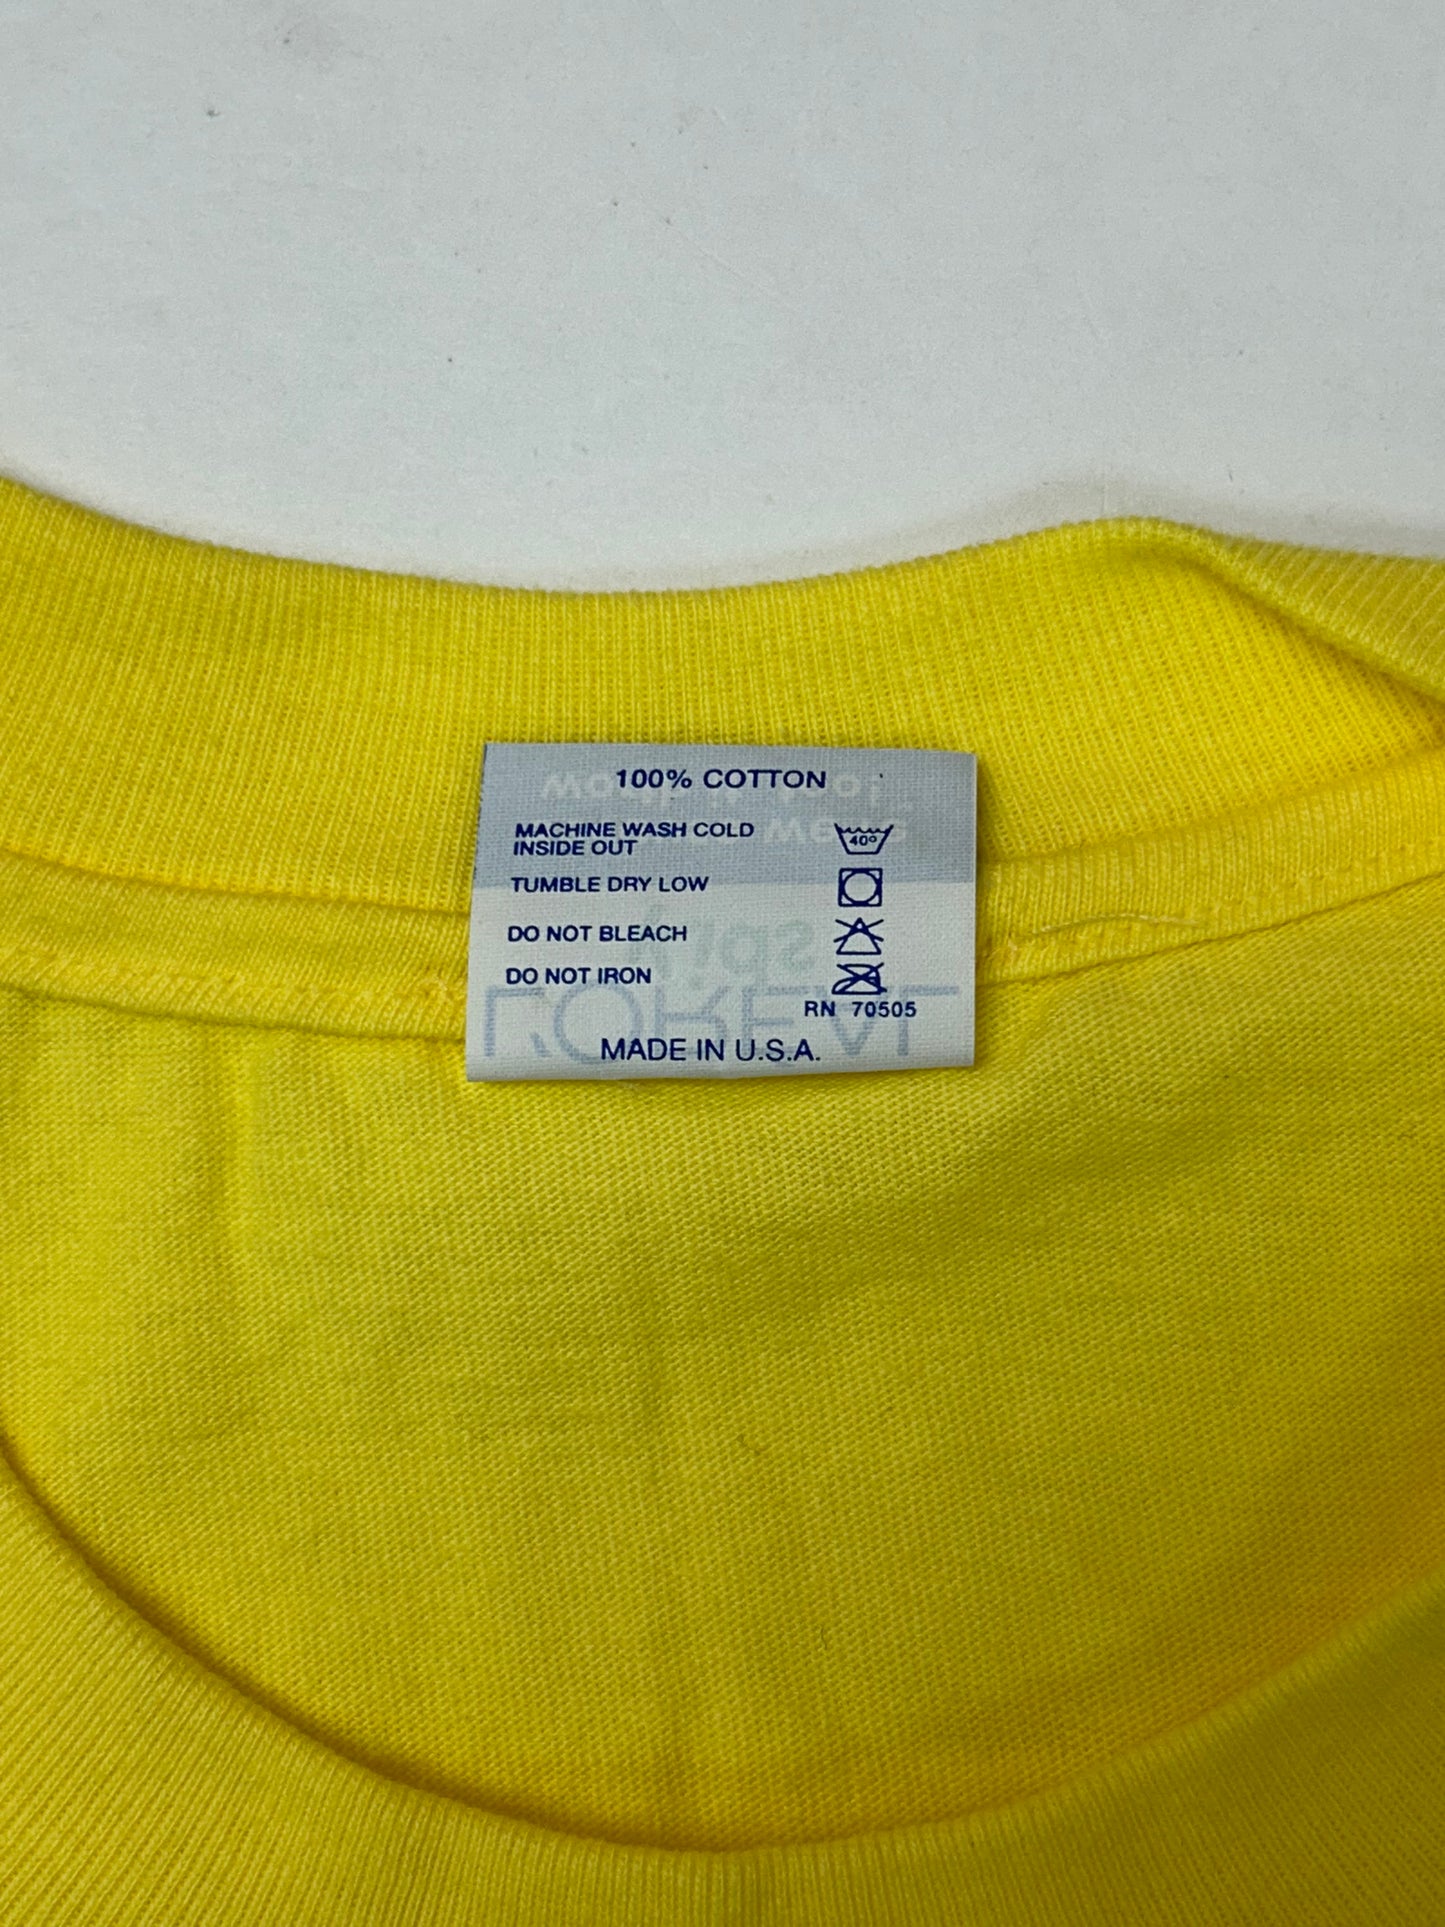 100% COTTON
MACHINE WASH COLD
INSIDE OUT
40°
TUMBLE DRY LOW
DO NOT BLEACH
DO NOT IRON
RN 70505
MADE IN U.S.A.